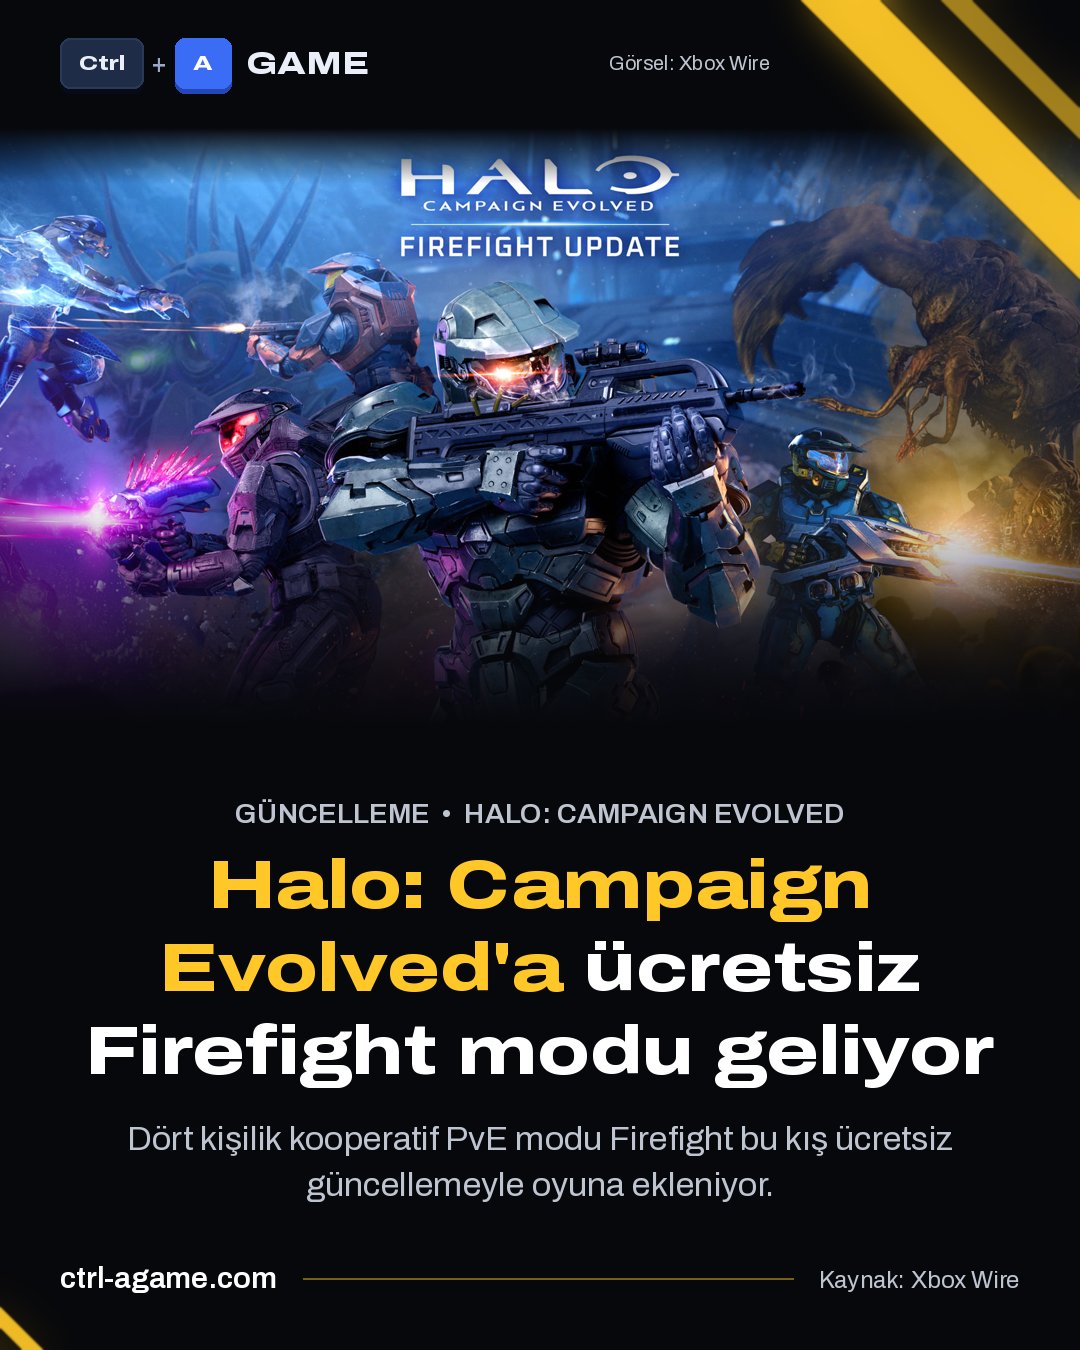 Ctrl + A GAME
Görsel: Xbox Wire
HALO
CAMPAIGN EVOLVED
FIREFIGHT UPDATE
GÜNCELLEME • HALO: CAMPAIGN EVOLVED
Halo: Campaign
Evolved'a ücretsiz
Firefight modu geliyor
Dört kişilik kooperatif PvE modu Firefight bu kış ücretsiz
güncellemeyle oyuna ekleniyor.
ctrl-agame.com
Kaynak: Xbox Wire